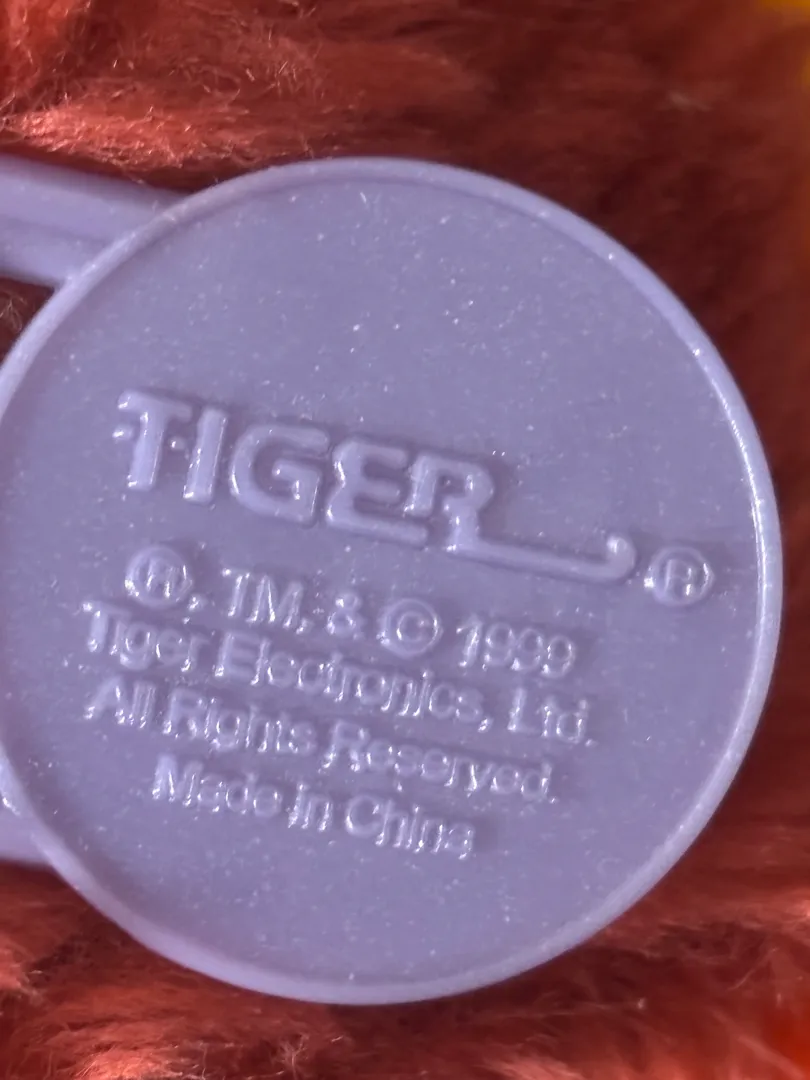 TIGER ®
®, TM, & © 1999
Tiger Electronics, Ltd.
All Rights Reserved.
Made in China